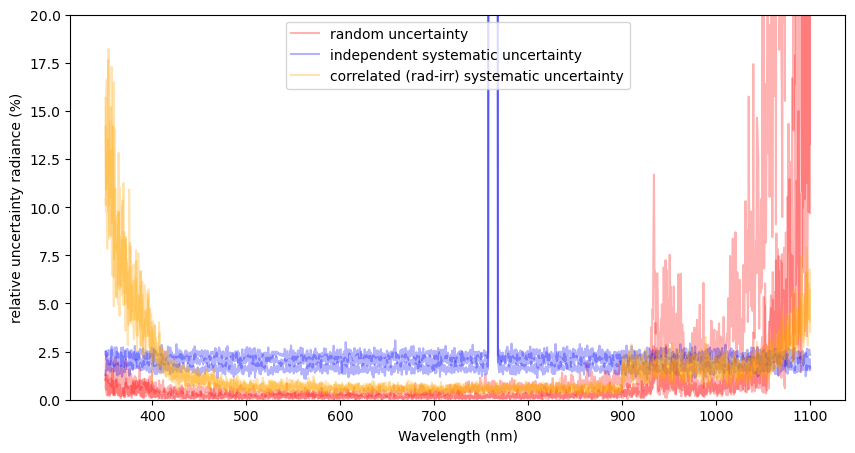 random uncertainty
independent systematic uncertainty
correlated (rad-irr) systematic uncertainty
relative uncertainty radiance (%)
20.0
17.5
15.0
12.5
10.0
7.5
5.0
2.5
0.0
400 500 600 700 800 900 1000 1100
Wavelength (nm)